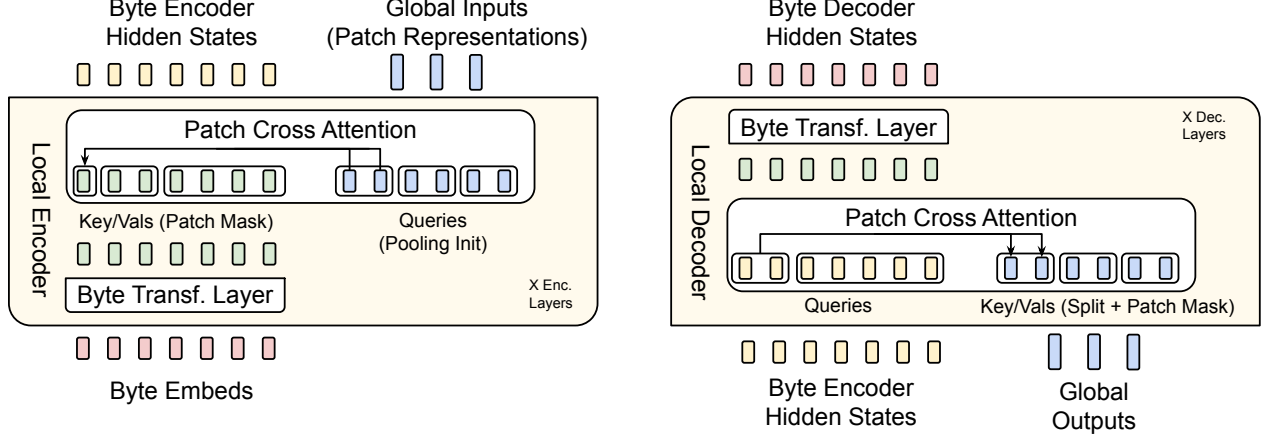 Byte Encoder
Hidden States
Global Inputs
(Patch Representations)
Local Encoder
Patch Cross Attention
Key/Vals (Patch Mask)
Queries
(Pooling Init)
Byte Transf. Layer
X Enc.
Layers
Byte Embeds
Byte Decoder
Hidden States
Local Decoder
Byte Transf. Layer
X Dec.
Layers
Patch Cross Attention
Queries
Key/Vals (Split + Patch Mask)
Byte Encoder
Hidden States
Global
Outputs